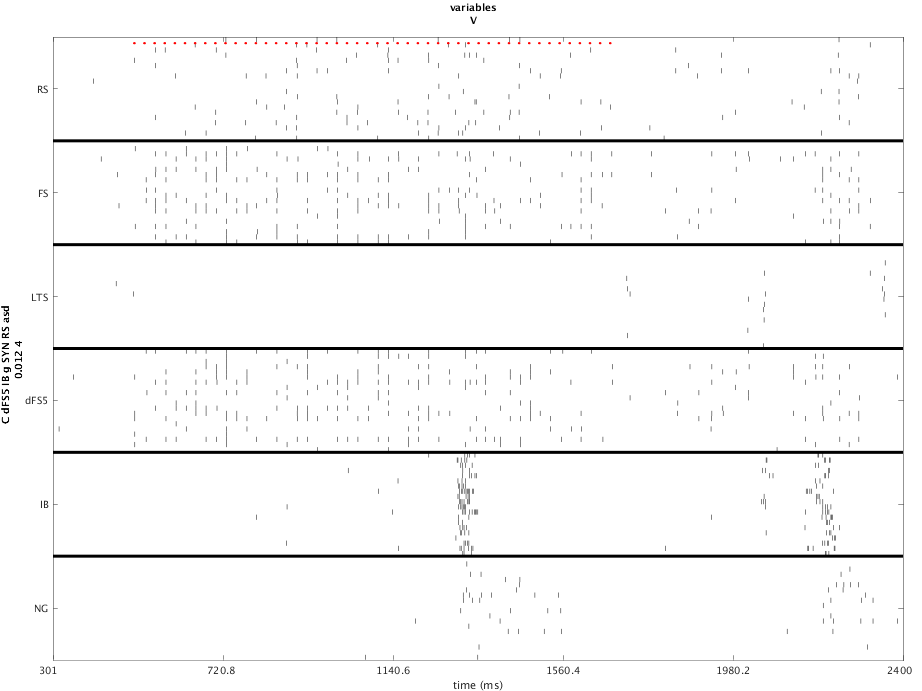 variables
V
RS
FS
LTS
dFS5
IB
NG
C dFS5 IB g SYN RS asd
0.012 4
301
720.8
1140.6
1560.4
1980.2
2400
time (ms)